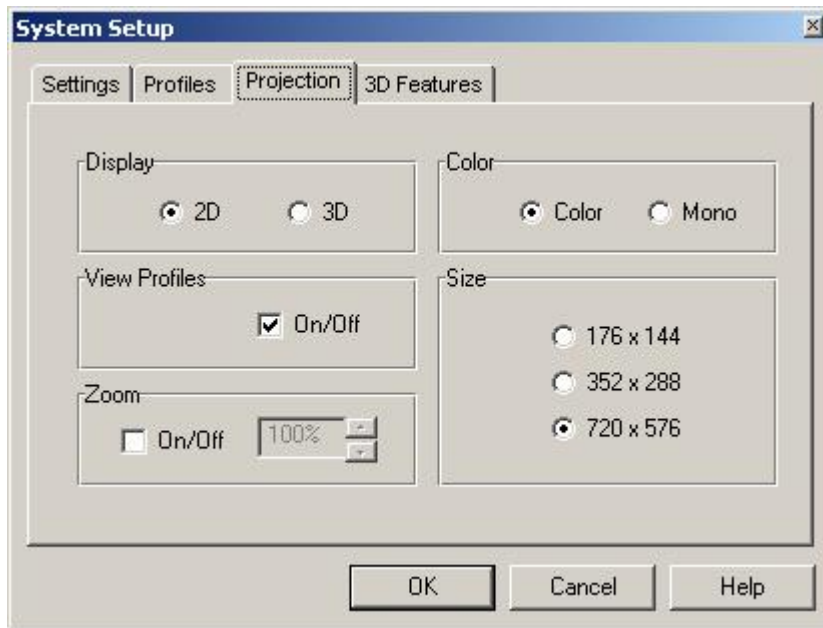 System Setup
Settings Profiles Projection 3D Features
Display
2D 3D
Color
Color Mono
View Profiles
On/Off
Size
176 x 144
352 x 288
720 x 576
Zoom
On/Off 100%
OK Cancel Help